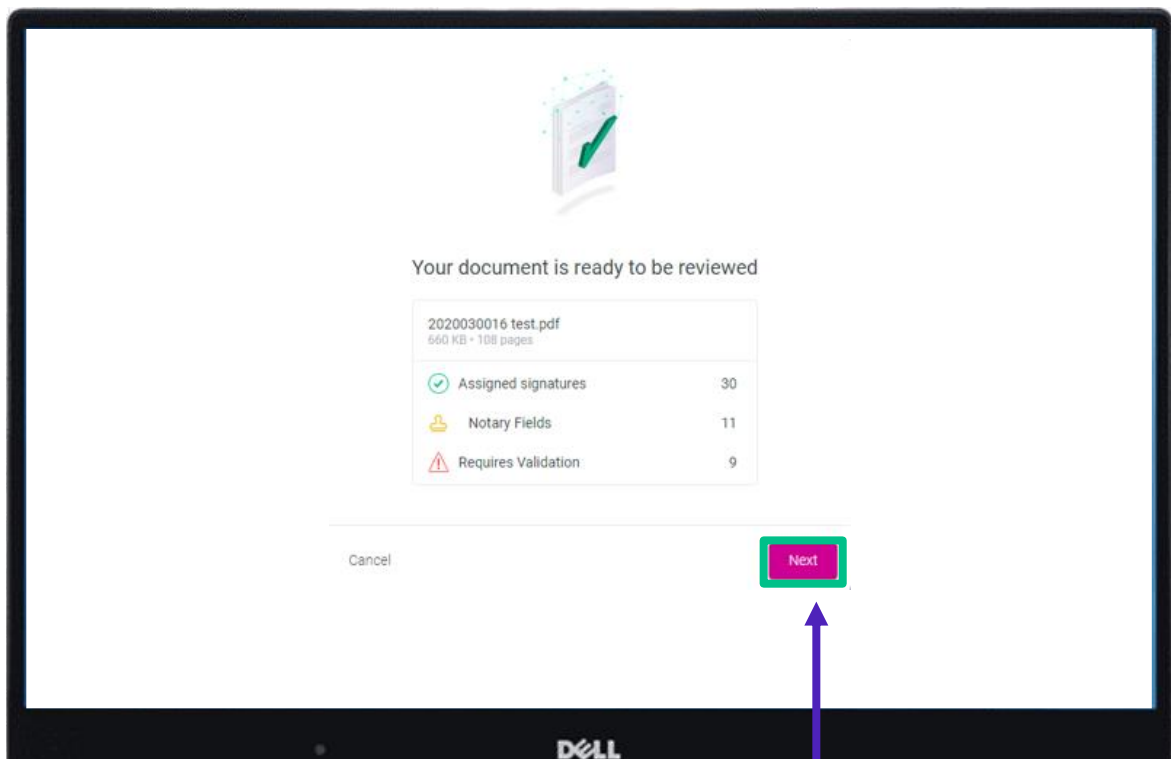 Your document is ready to be reviewed
2020030016 test.pdf
660 KB • 108 pages
Assigned signatures 30
Notary Fields 11
Requires Validation 9
Cancel Next
DELL